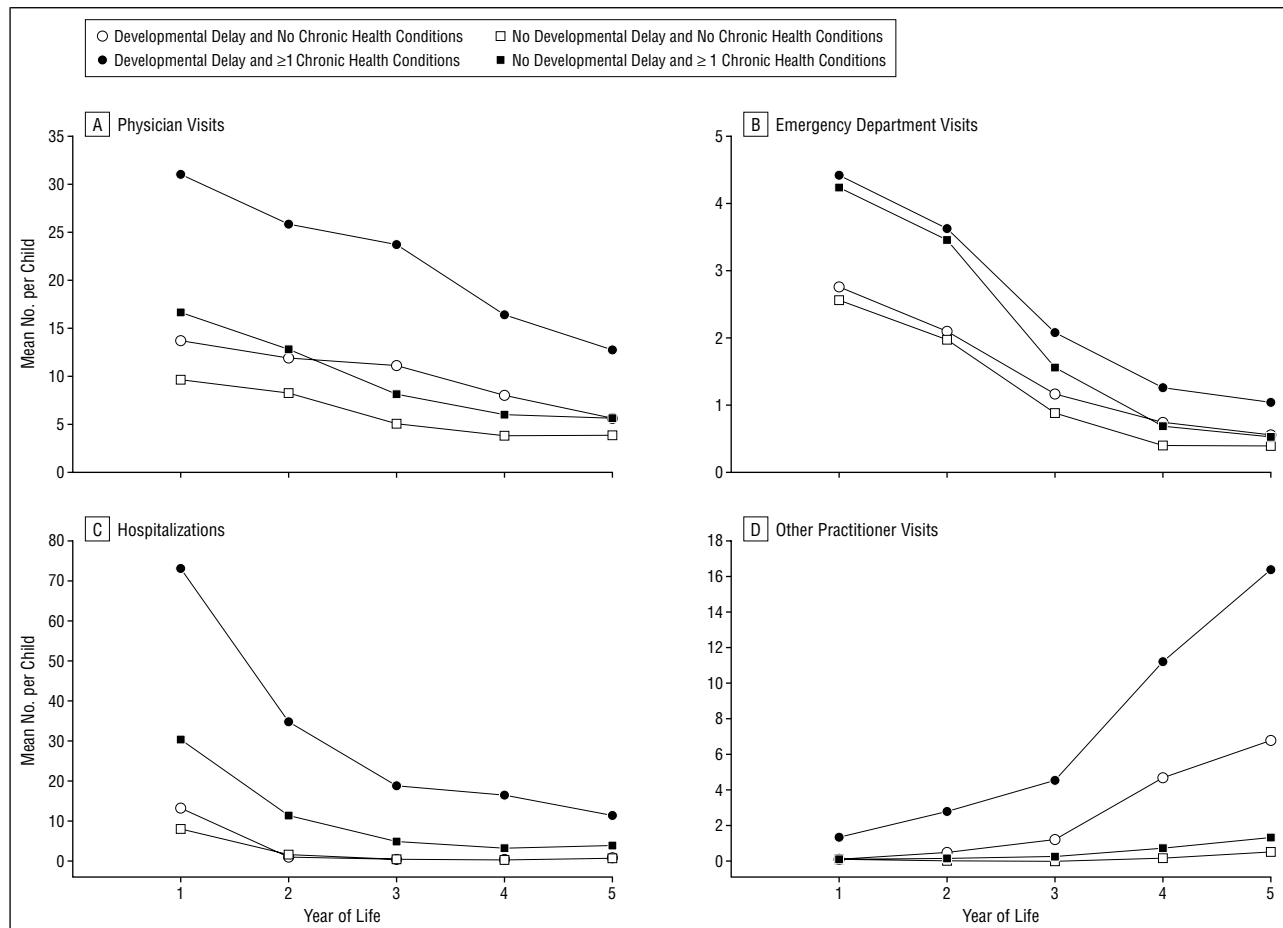 Developmental Delay and No Chronic Health Conditions
No Developmental Delay and No Chronic Health Conditions
Developmental Delay and ≥1 Chronic Health Conditions
No Developmental Delay and ≥ 1 Chronic Health Conditions
A Physician Visits
35
30
25
20
15
10
5
0
Mean No. per Child
B Emergency Department Visits
5
4
3
2
1
0
C Hospitalizations
80
70
60
50
40
30
20
10
0
Mean No. per Child
1 2 3 4 5
Year of Life
D Other Practitioner Visits
18
16
14
12
10
8
6
4
2
0
1 2 3 4 5
Year of Life